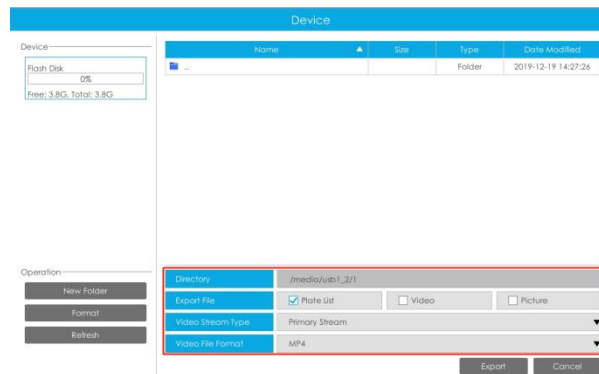 Device
Device
Flash Disk
0%
Free: 3.8G, Total: 3.8G
Name Size Type Date Modified
.. Folder 2019-12-19 14:27:26
Operation
New Folder
Format
Refresh
Directory /media/usb1_2/1
Export File Plate List Video Picture
Video Stream Type Primary Stream
Video File Format MP4
Export Cancel